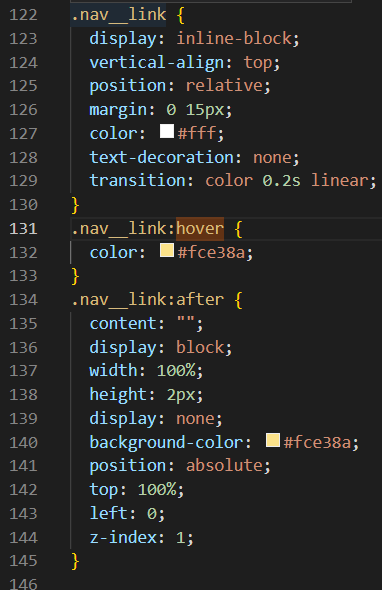 122 .nav__link {
123 display: inline-block;
124 vertical-align: top;
125 position: relative;
126 margin: 0 15px;
127 color: #fff;
128 text-decoration: none;
129 transition: color 0.2s linear;
130 }
131 .nav__link:hover {
132 color: #fce38a;
133 }
134 .nav__link:after {
135 content: "";
136 display: block;
137 width: 100%;
138 height: 2px;
139 display: none;
140 background-color: #fce38a;
141 position: absolute;
142 top: 100%;
143 left: 0;
144 z-index: 1;
145 }
146